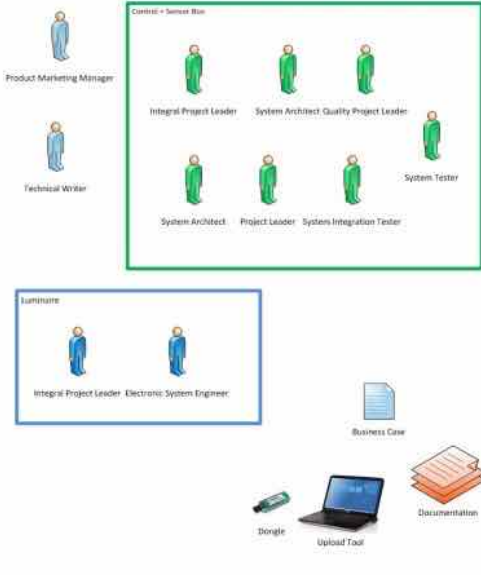 Control + Sensor Box
Product Marketing Manager
Integral Project Leader
System Architect
Quality Project Leader
System Tester
Technical Writer
System Architect
Project Leader
System Integration Tester
Luminaire
Integral Project Leader
Electronic System Engineer
Business Case
Documentation
Dongle
Upload Tool